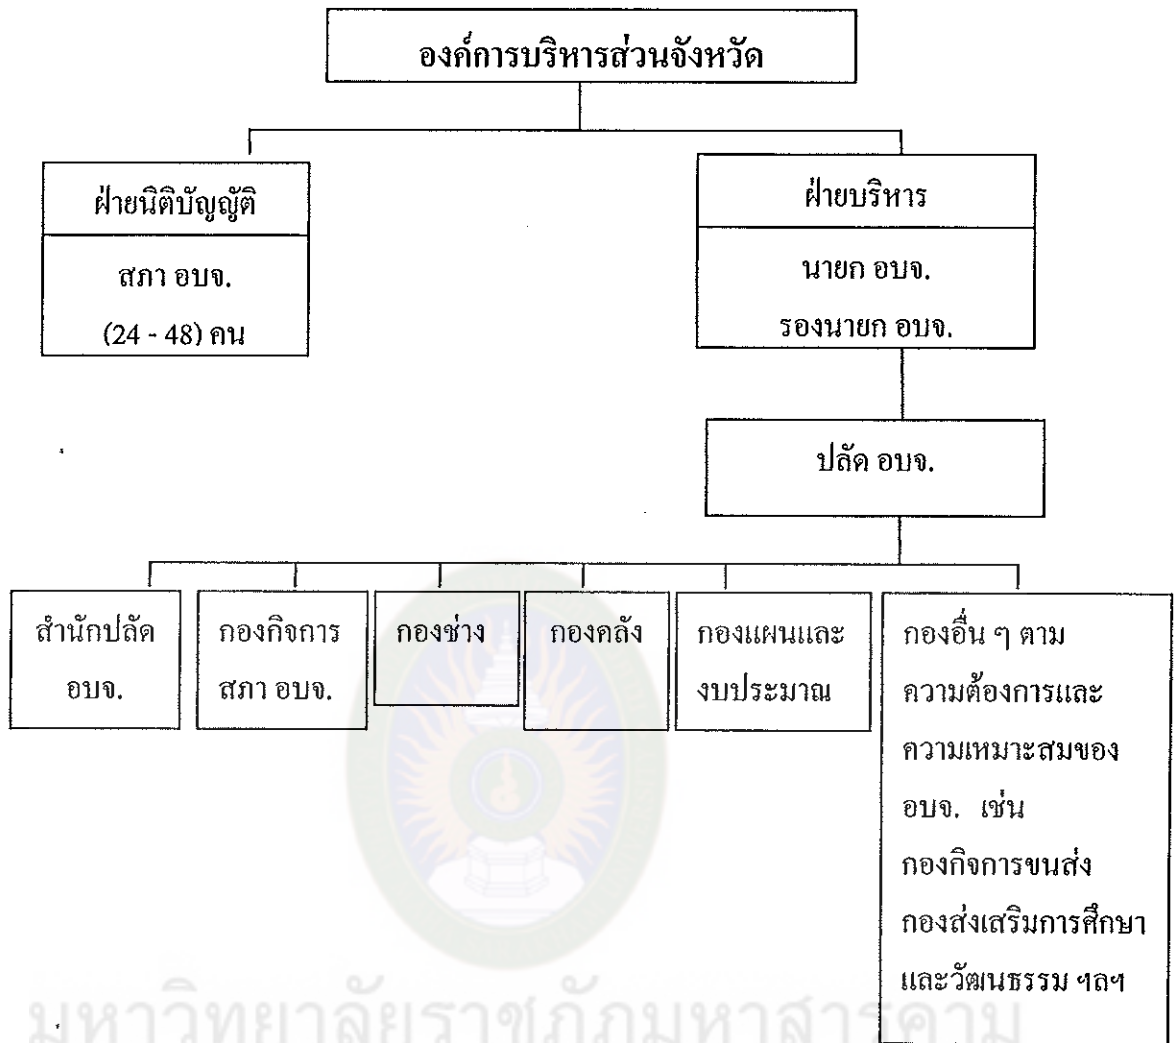 องค์การบริหารส่วนจังหวัด
ฝ่ายนิติบัญญัติ
สภา อบจ.
(24 - 48) คน
ฝ่ายบริหาร
นายก อบจ.
รองนายก อบจ.
ปลัด อบจ.
สำนักปลัด
อบจ.
กองกิจการ
สภา อบจ.
กองช่าง
กองคลัง
กองแผนและ
งบประมาณ
กองอื่น ๆ ตาม
ความต้องการและ
ความเหมาะสมของ
อบจ. เช่น
กองกิจการขนส่ง
กองส่งเสริมการศึกษา
และวัฒนธรรม ฯลฯ
มหาวิทยาลัยราชภัฏมหาสารคาม